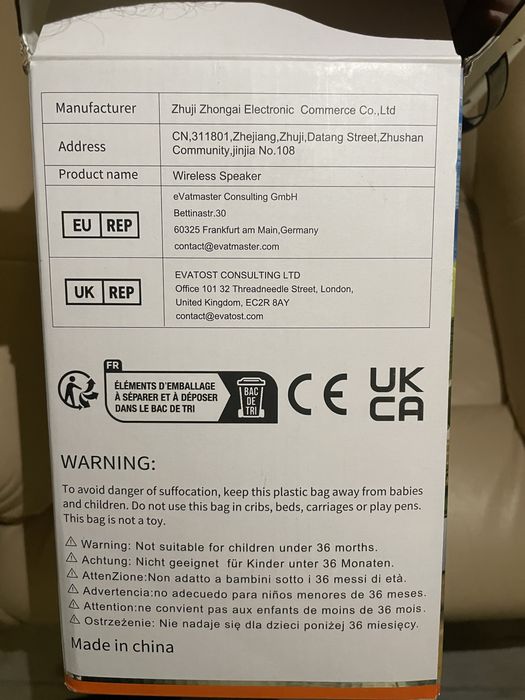 Manufacturer Zhuji Zhongai Electronic Commerce Co.,Ltd
Address CN,311801,Zhejiang,Zhuji,Datang Street,Zhushan
Community,jinjia No.108
Product name Wireless Speaker
EU REP
eVatmaster Consulting GmbH
Bettinastr.30
60325 Frankfurt am Main,Germany
contact@evatmaster.com
UK REP
EVATOST CONSULTING LTD
Office 101 32 Threadneedle Street, London,
United Kingdom, EC2R 8AY
contact@evatost.com
FR
ÉLÉMENTS D'EMBALLAGE
À SÉPARER ET À DÉPOSER
DANS LE BAC DE TRI
BAC
DE
TRI
CE
UK
CA
WARNING:
To avoid danger of suffocation, keep this plastic bag away from babies
and children. Do not use this bag in cribs, beds, carriages or play pens.
This bag is not a toy.
Warning: Not suitable for children under 36 morths.
Achtung: Nicht geeignet für Kinder unter 36 Monaten.
AttenZione:Non adatto a bambini sotto i 36 messi di età.
Advertencia:no adecuedo para niños menores de 36 meses.
Attention:ne convient pas aux enfants de moins de 36 mois.
Ostrzeżenie: Nie nadaje się dla dzieci poniżej 36 miesięcy.
Made in china